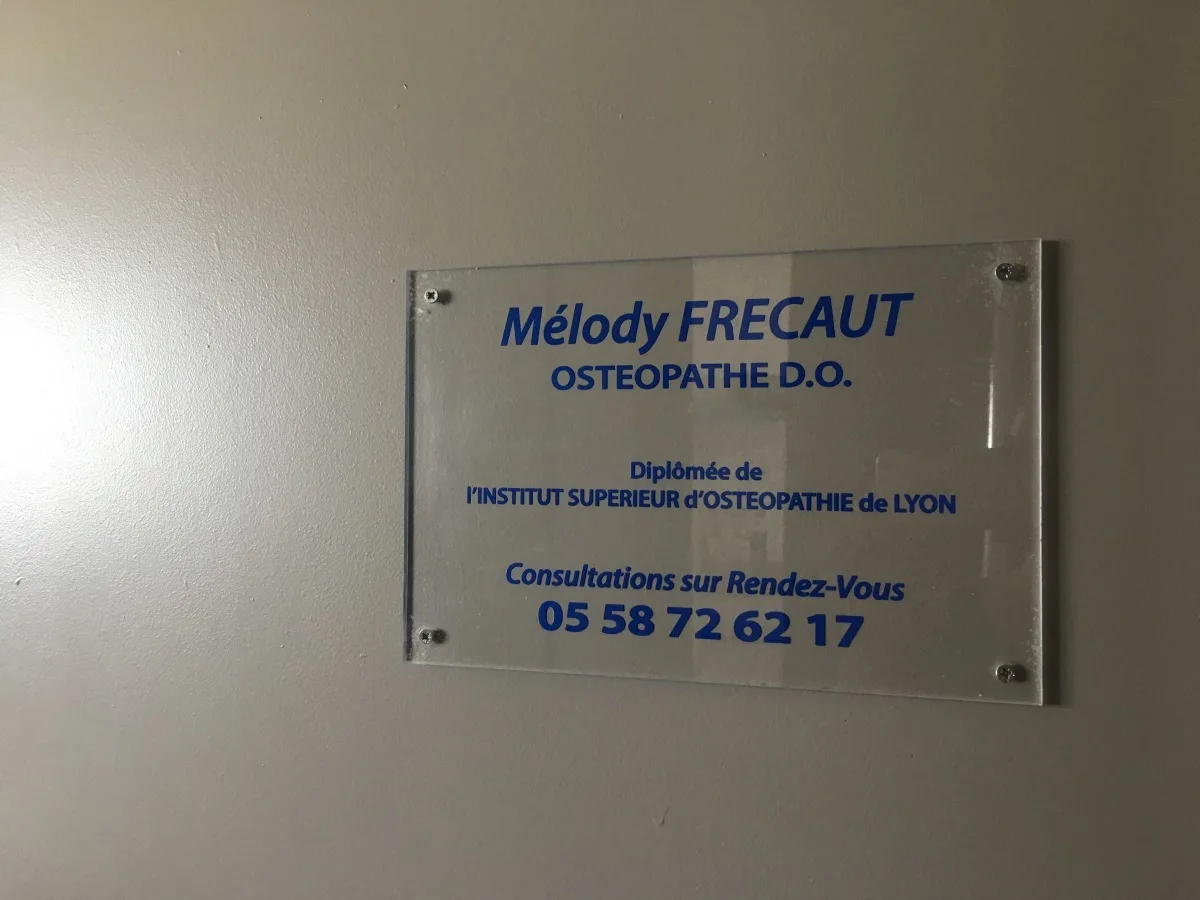 Mélody FRECAUT
OSTEOPATHE D.O.
Diplômée de
l'INSTITUT SUPERIEUR d'OSTEOPATHIE de LYON
Consultations sur Rendez-Vous
05 58 72 62 17